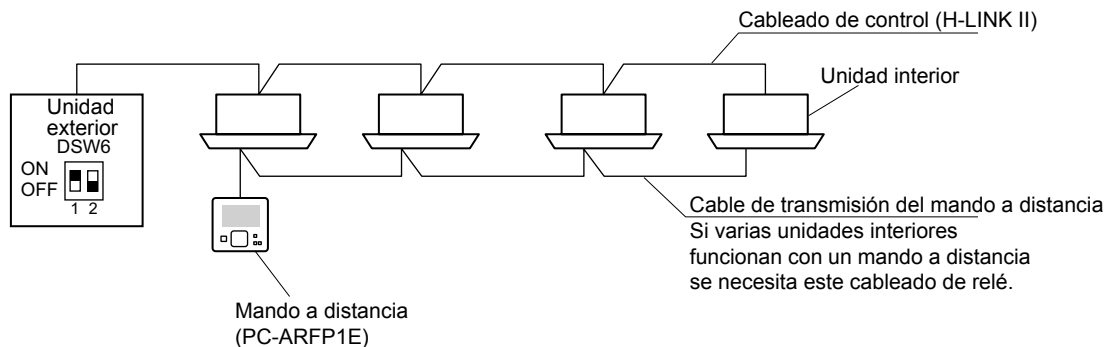 Cableado de control (H-LINK II)
Unidad interior
Unidad
exterior
DSW6
ON
OFF
1 2
Cable de transmisión del mando a distancia
Si varias unidades interiores
funcionan con un mando a distancia
se necesita este cableado de relé.
Mando a distancia
(PC-ARFP1E)